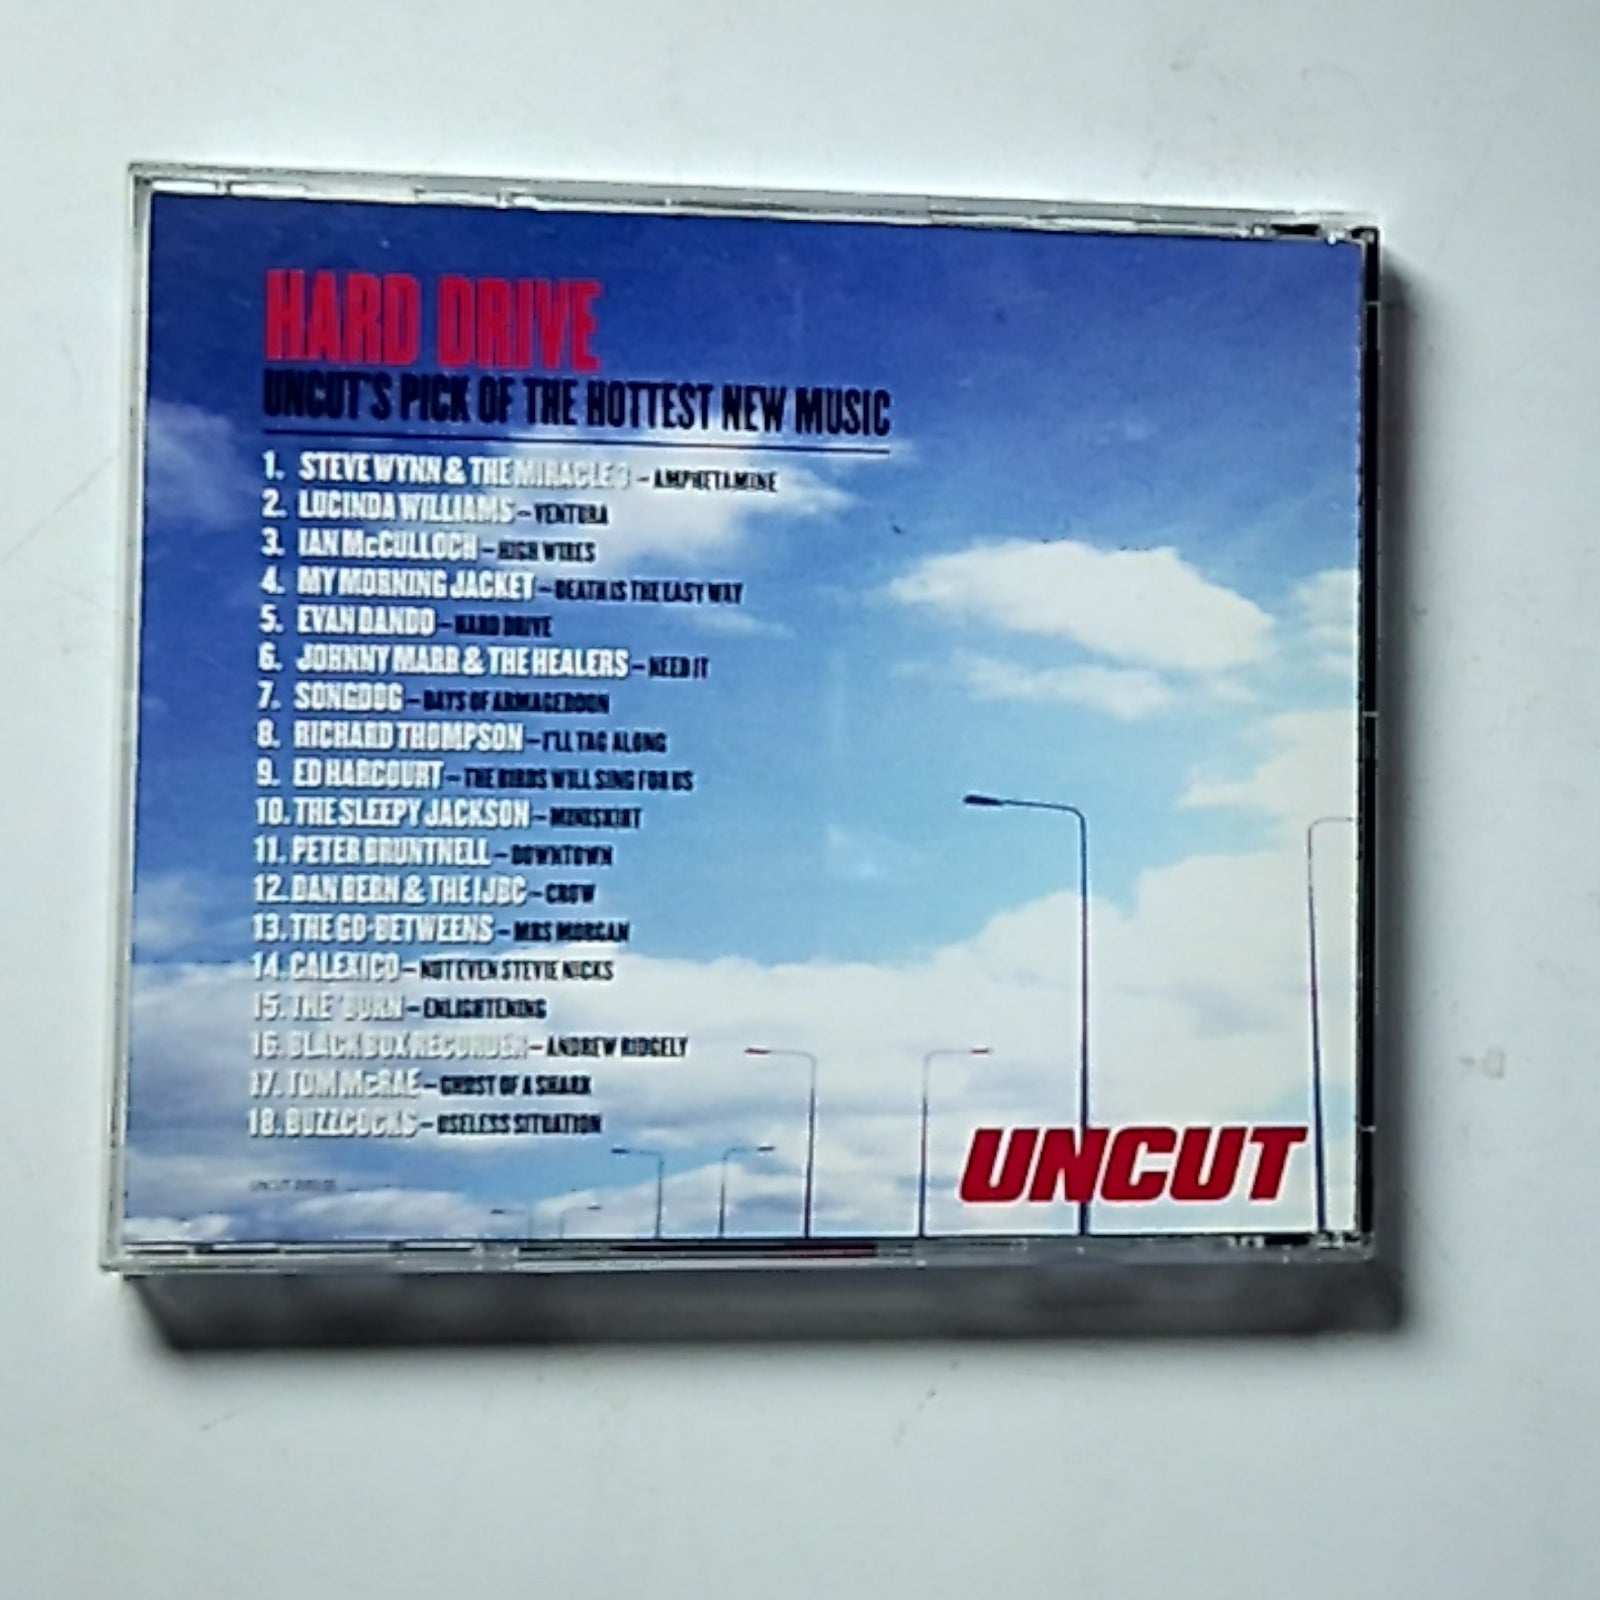 HARD DRIVE
UNCUT'S PICK OF THE HOTTEST NEW MUSIC
1. STEVE WYNN & THE MIRACLE 3 – AMPHETAMINE
2. LUCINDA WILLIAMS – VENTURA
3. IAN McCULLOCH – HIGH WIRES
4. MY MORNING JACKET – DEATH IS THE EASY WAY
5. EVAN DANDO – HARD DRIVE
6. JOHNNY MARR & THE HEALERS – NEED IT
7. SONGDOG – DAYS OF ARMAGEDDON
8. RICHARD THOMPSON – I'LL TAG ALONG
9. ED HARCOURT – THE BIRDS WILL SING FOR US
10. THE SLEEPY JACKSON – MINISKIRT
11. PETER BRUNTNELL – DOWNTOWN
12. DAN BERN & THE IJBC – CROW
13. THE GO-BETWEENS – MRS MORGAN
14. CALEXICO – NOT EVEN STEVIE NICKS
15. THE – ENLIGHTENING
16. BLACK BOX RECORDER – ANDREW RIDGELY
17. TOM McRAE – GHOST OF A SHARK
18. BUZZCOCKS – USELESS SITUATION
UNCUT